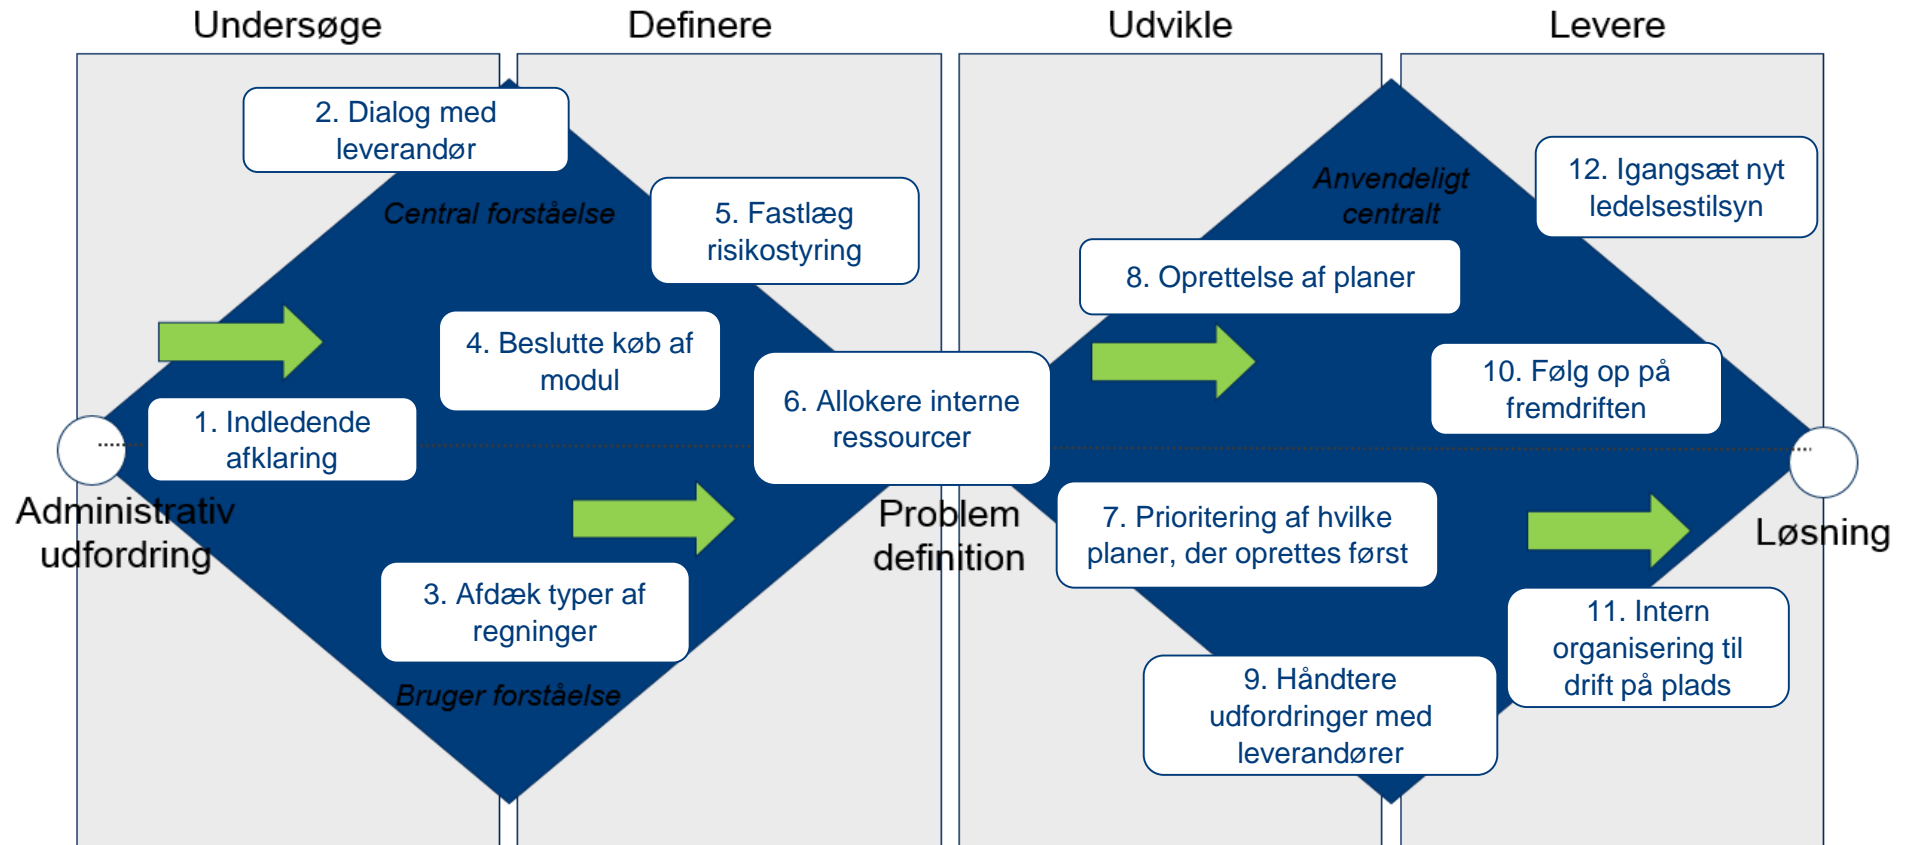 Undersøge
Definere
Udvikle
Levere
2. Dialog med
leverandør
Central forståelse
5. Fastlæg
risikostyring
4. Beslutte køb af
modul
1. Indledende
afklaring
6. Allokere interne
ressourcer
Administrativ
udfordring
3. Afdæk typer af
regninger
Bruger forståelse
Problem
definition
Anvendeligt
centralt
12. Igangsæt nyt
ledelsestilsyn
8. Oprettelse af planer
10. Følg op på
fremdriften
7. Prioritering af hvilke
planer, der oprettes først
Løsning
11. Intern
organisering til
drift på plads
9. Håndtere
udfordringer med
leverandører